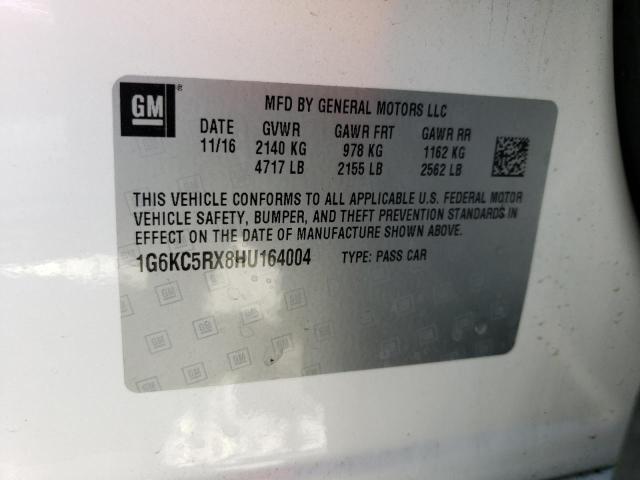 GM ®
MFD BY GENERAL MOTORS LLC
DATE GVWR GAWR FRT GAWR RR
11/16 2140 KG 978 KG 1162 KG
4717 LB 2155 LB 2562 LB
THIS VEHICLE CONFORMS TO ALL APPLICABLE U.S. FEDERAL MOTOR
VEHICLE SAFETY, BUMPER, AND THEFT PREVENTION STANDARDS IN
EFFECT ON THE DATE OF MANUFACTURE SHOWN ABOVE.
1G6KC5RX8HU164004 TYPE: PASS CAR